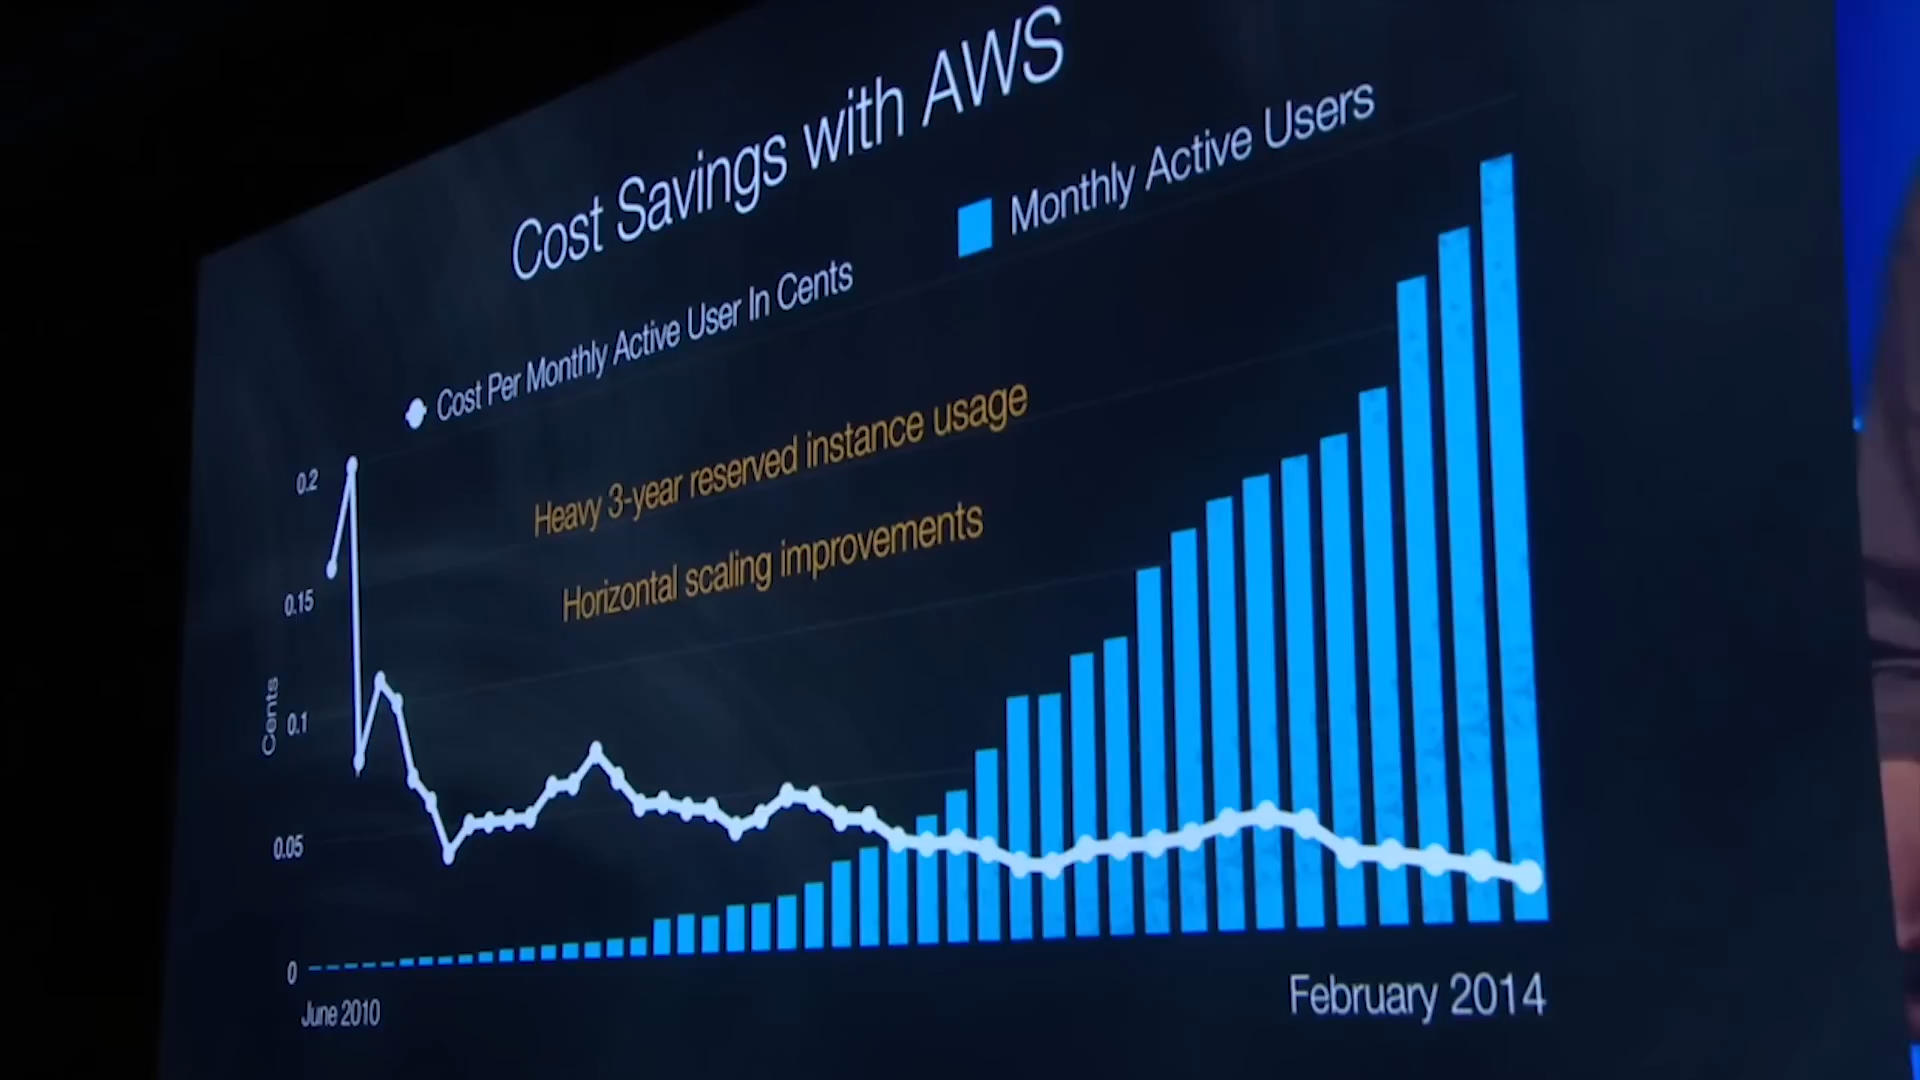 Cost Savings with AWS
Cost Per Monthly Active User In Cents
Monthly Active Users
Heavy 3-year reserved instance usage
Horizontal scaling improvements
0.2
0.15
0.1
0.05
0
Cents
June 2010
February 2014